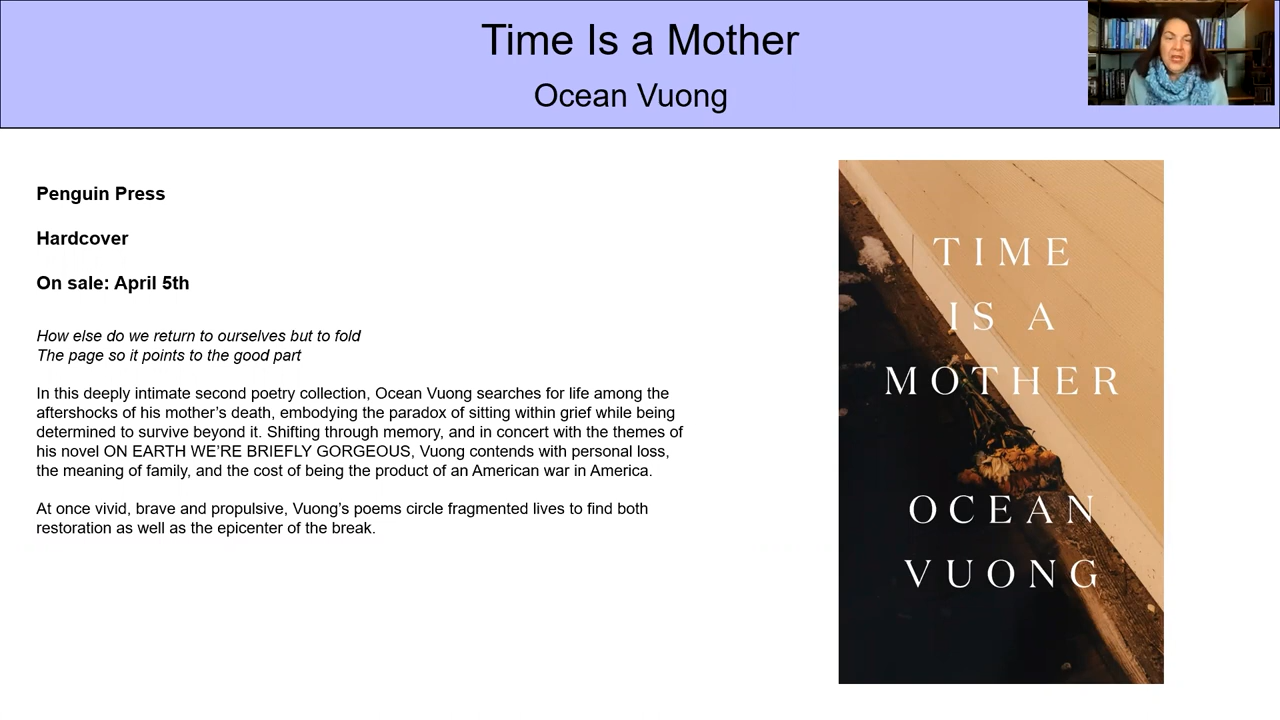 Time Is a Mother
Ocean Vuong
Penguin Press
Hardcover
On sale: April 5th
How else do we return to ourselves but to fold
The page so it points to the good part
In this deeply intimate second poetry collection, Ocean Vuong searches for life among the
aftershocks of his mother’s death, embodying the paradox of sitting within grief while being
determined to survive beyond it. Shifting through memory, and in concert with the themes of
his novel ON EARTH WE’RE BRIEFLY GORGEOUS, Vuong contends with personal loss,
the meaning of family, and the cost of being the product of an American war in America.
At once vivid, brave and propulsive, Vuong’s poems circle fragmented lives to find both
restoration as well as the epicenter of the break.
TIME
IS A
MOTHER
OCEAN
VUONG